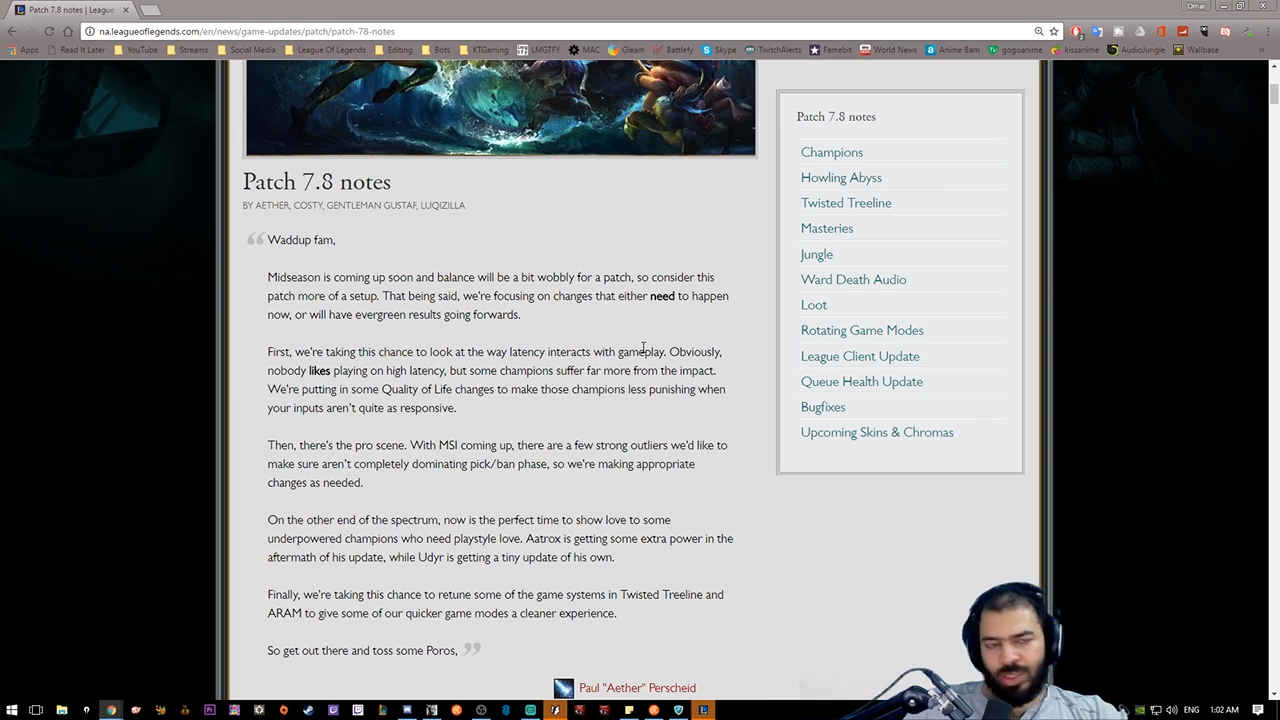 Patch 7.8 notes | Leagu
Omar
na.leagueoflegends.com/en/news/game-updates/patch/patch-78-notes
Apps Read It Later YouTube Streams Social Media League Of Legends Editing Bots KTGaming LMGTFY MAC Gleam Battlefy Skype TwitchAlerts Famebit World News Anime Bam gogoanime kissanime AudioJungle Wallbase
Patch 7.8 notes
BY AETHER, COSTY, GENTLEMAN GUSTAF, LUQIZILLA
“ Waddup fam,
Midseason is coming up soon and balance will be a bit wobbly for a patch, so consider this
patch more of a setup. That being said, we're focusing on changes that either need to happen
now, or will have evergreen results going forwards.
First, we're taking this chance to look at the way latency interacts with gameplay. Obviously,
nobody likes playing on high latency, but some champions suffer far more from the impact.
We're putting in some Quality of Life changes to make those champions less punishing when
your inputs aren't quite as responsive.
Then, there's the pro scene. With MSI coming up, there are a few strong outliers we'd like to
make sure aren't completely dominating pick/ban phase, so we're making appropriate
changes as needed.
On the other end of the spectrum, now is the perfect time to show love to some
underpowered champions who need playstyle love. Aatrox is getting some extra power in the
aftermath of his update, while Udyr is getting a tiny update of his own.
Finally, we're taking this chance to retune some of the game systems in Twisted Treeline and
ARAM to give some of our quicker game modes a cleaner experience.
So get out there and toss some Poros, ”
Paul "Aether" Perscheid
Patch 7.8 notes
Champions
Howling Abyss
Twisted Treeline
Masteries
Jungle
Ward Death Audio
Loot
Rotating Game Modes
League Client Update
Queue Health Update
Bugfixes
Upcoming Skins & Chromas
ENG 1:02 AM